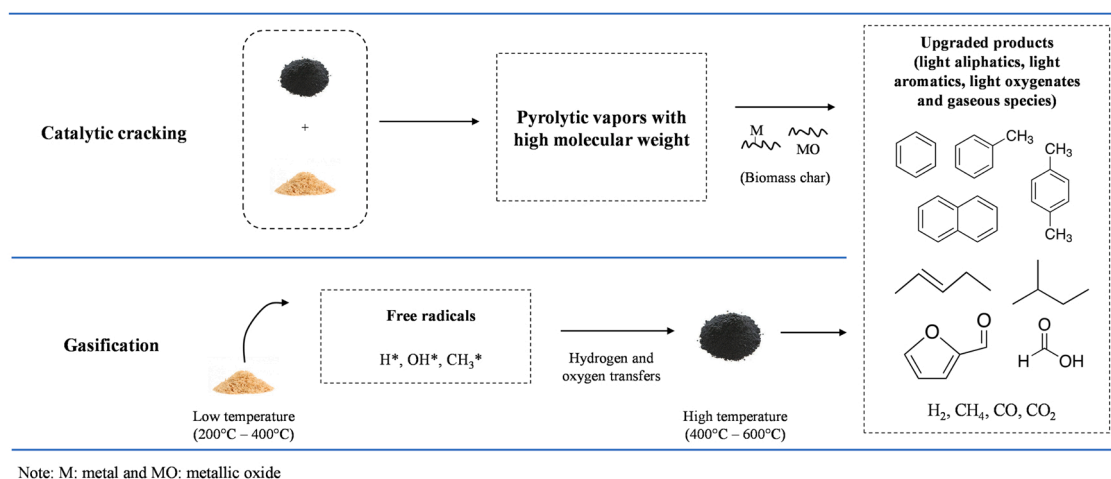 Catalytic cracking
+
Pyrolytic vapors with
high molecular weight
M
MO
(Biomass char)
Upgraded products
(light aliphatics, light
aromatics, light oxygenates
and gaseous species)
CH₃
CH₃
CH₃
O
O
O
H
OH
H₂, CH₄, CO, CO₂
Gasification
Low temperature
(200°C – 400°C)
Free radicals
H*, OH*, CH₃*
Hydrogen and
oxygen transfers
High temperature
(400°C – 600°C)
Note: M: metal and MO: metallic oxide